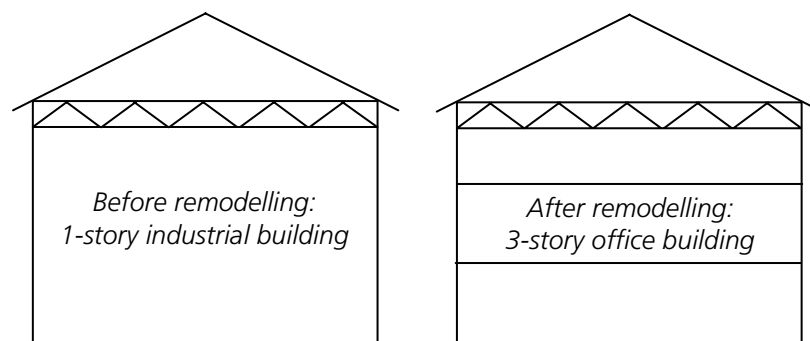 Before remodelling:
1-story industrial building
After remodelling:
3-story office building